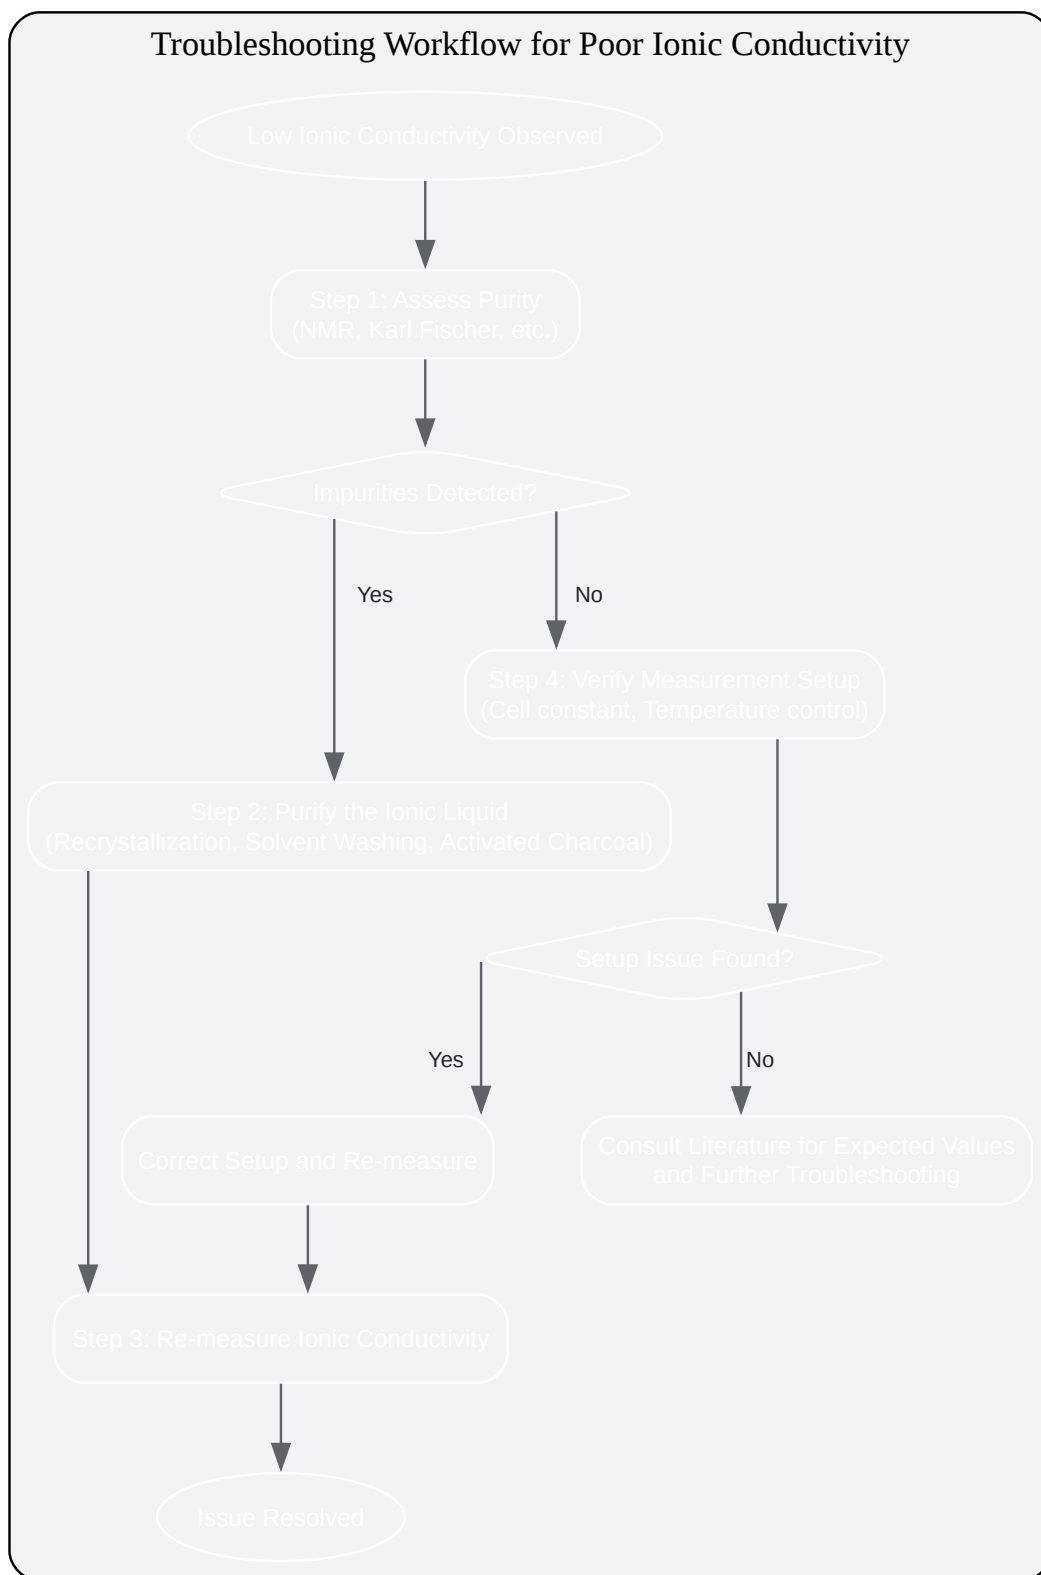 Troubleshooting Workflow for Poor Ionic Conductivity
Low Ionic Conductivity Observed
Step 1: Assess Purity
(NMR, Karl Fischer, etc.)
Impurities Detected?
Yes
No
Step 4: Verify Measurement Setup
(Cell constant, Temperature control)
Step 2: Purify the Ionic Liquid
(Recrystallization, Solvent Washing, Activated Charcoal)
Setup Issue Found?
Yes
No
Correct Setup and Re-measure
Consult Literature for Expected Values
and Further Troubleshooting
Step 3: Re-measure Ionic Conductivity
Issue Resolved